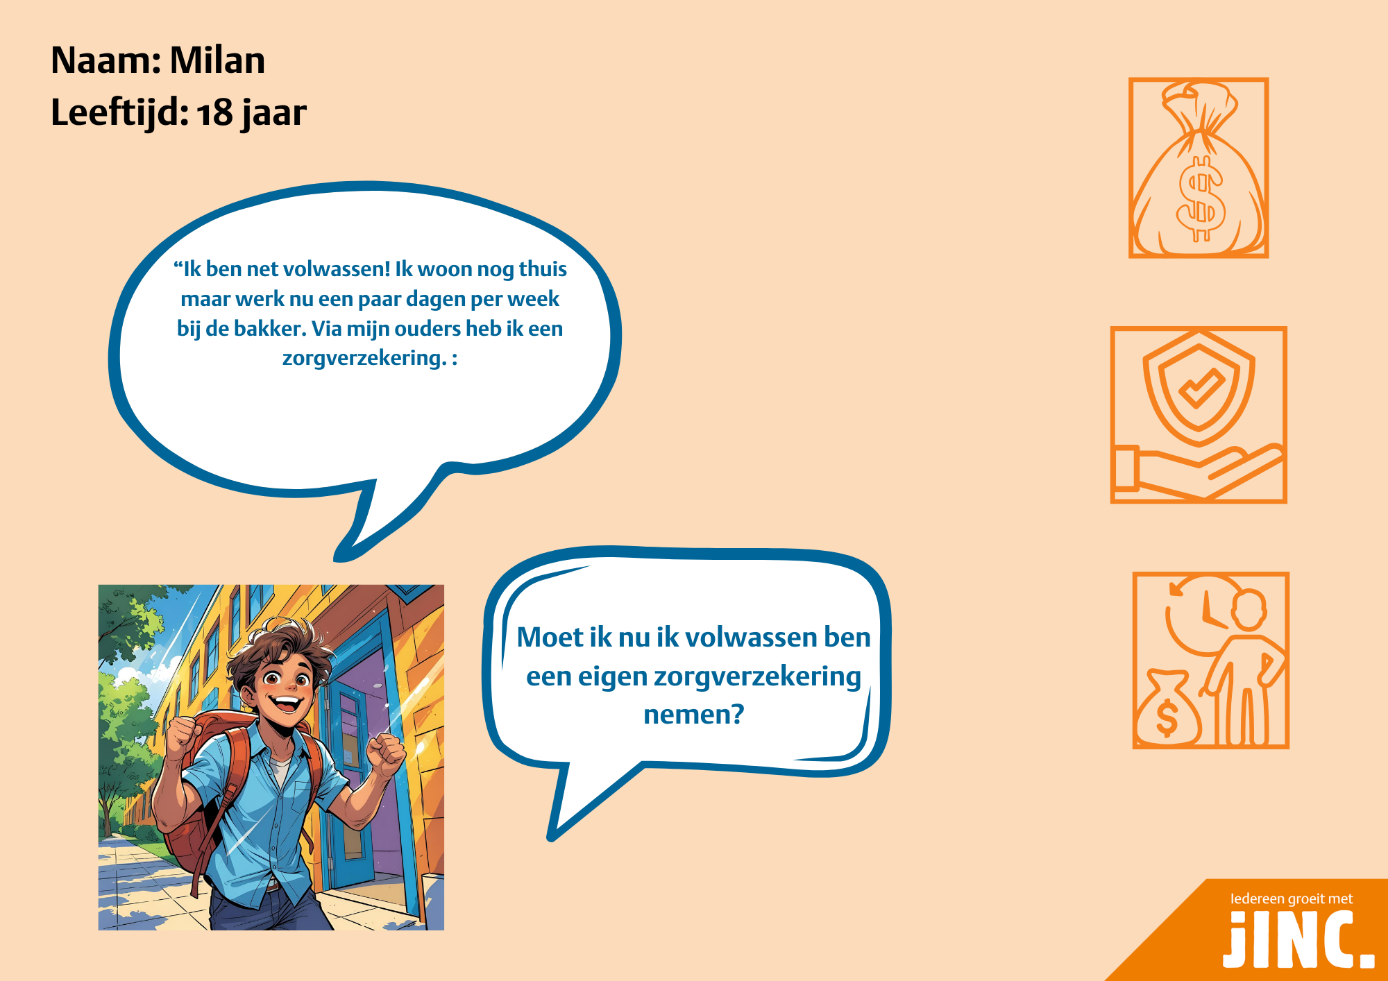 Naam: Milan
Leeftijd: 18 jaar
“Ik ben net volwassen! Ik woon nog thuis
maar werk nu een paar dagen per week
bij de bakker. Via mijn ouders heb ik een
zorgverzekering. :
Moet ik nu ik volwassen ben
een eigen zorgverzekering
nemen?
$
$
Iedereen groeit met
jINC.